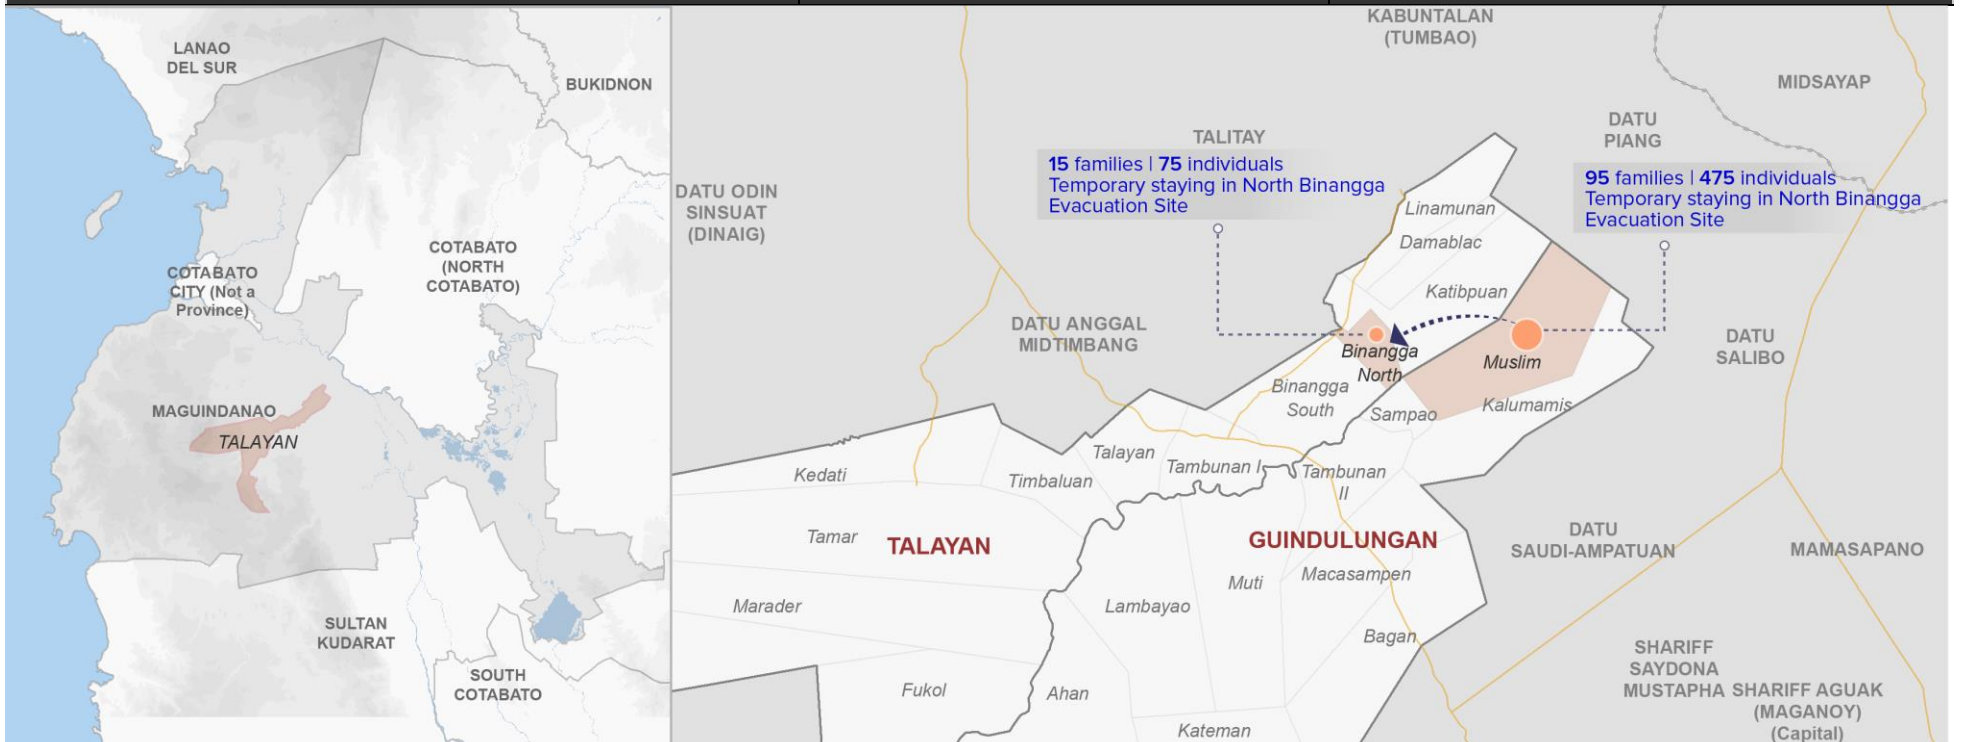 LANAO
DEL SUR
BUKIDNON
COTABATO
(NORTH
COTABATO)
COTABATO
CITY (Not a
Province)
MAGUINDANAO
TALAYAN
SULTAN
KUDARAT
SOUTH
COTABATO
KABUNTALAN
(TUMBAO)
MIDSAYAP
DATU
PIANG
TALITAY
15 families | 75 individuals
Temporary staying in North Binangga
Evacuation Site
95 families | 475 individuals
Temporary staying in North Binangga
Evacuation Site
DATU ODIN
SINSUAT
(DINAIG)
Linamunan
Damablac
Katibpuan
DATU ANGGAL
MIDTIMBANG
DATU
SALIBO
Binangga
North
Muslim
Binangga
South
Sampao
Kalumamis
Kedati
Timbaluan
Talayan
Tambunan I
Tambunan
II
Tamar
TALAYAN
GUINDULUNGAN
DATU
SAUDI-AMPATUAN
MAMASAPANO
Muti
Macasampen
Marader
Lambayao
Bagan
Fukol
Ahan
Kateman
SHARIFF
SAYDONA
MUSTAPHA
SHARIFF AGUAK
(MAGANOY)
(Capital)